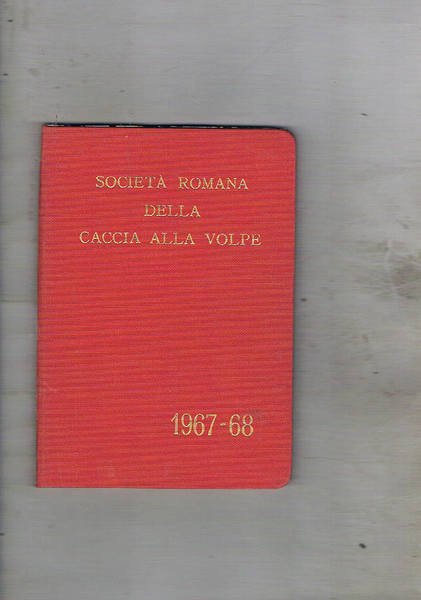 SOCIETÀ ROMANA
DELLA
CACCIA ALLA VOLPE
1967-68